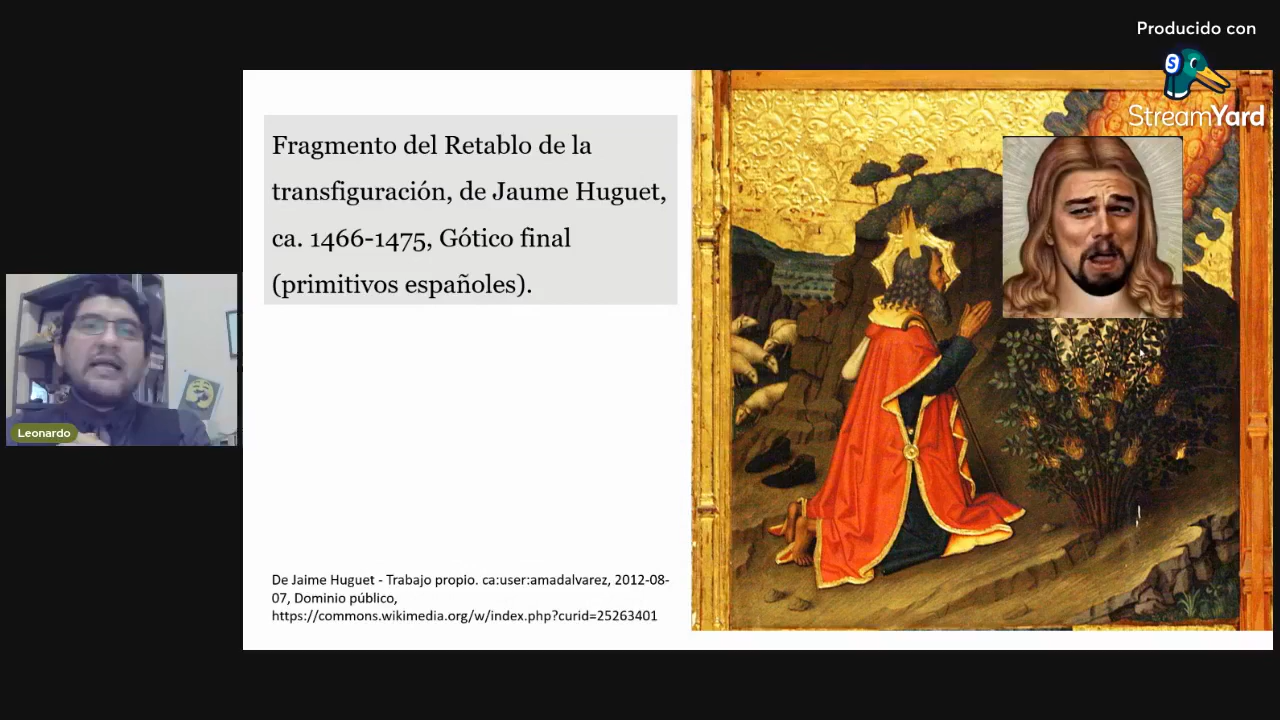 Producido con
S
StreamYard
Fragmento del Retablo de la
transfiguración, de Jaume Huguet,
ca. 1466-1475, Gótico final
(primitivos españoles).
Leonardo
De Jaime Huguet - Trabajo propio. ca:user:amadalvarez, 2012-08-
07, Dominio público,
https://commons.wikimedia.org/w/index.php?curid=25263401